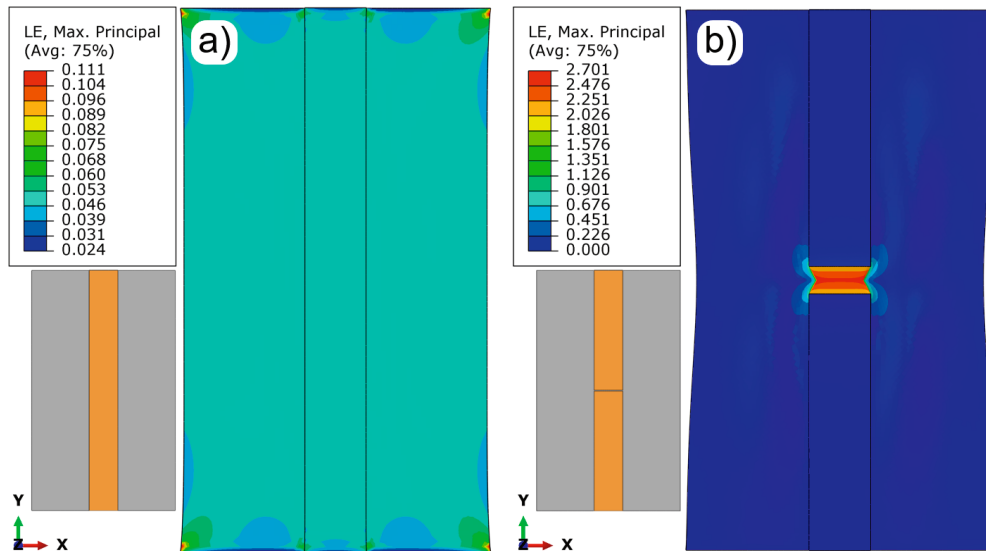 LE, Max. Principal
(Avg: 75%)
0.111
0.104
0.096
0.089
0.082
0.075
0.068
0.060
0.053
0.046
0.039
0.031
0.024
a)
Y
Z X
LE, Max. Principal
(Avg: 75%)
2.701
2.476
2.251
2.026
1.801
1.576
1.351
1.126
0.901
0.676
0.451
0.226
0.000
b)
Y
Z X